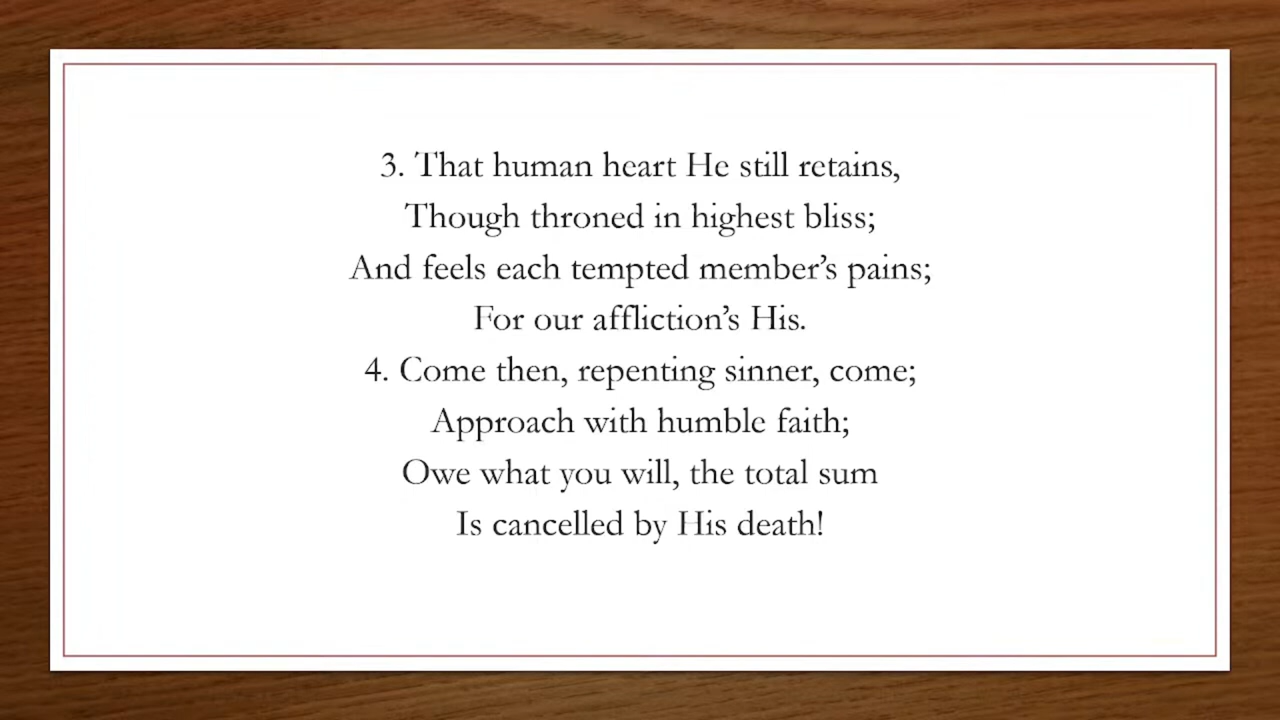 3. That human heart He still retains,
Though throned in highest bliss;
And feels each tempted member’s pains;
For our affliction’s His.
4. Come then, repenting sinner, come;
Approach with humble faith;
Owe what you will, the total sum
Is cancelled by His death!